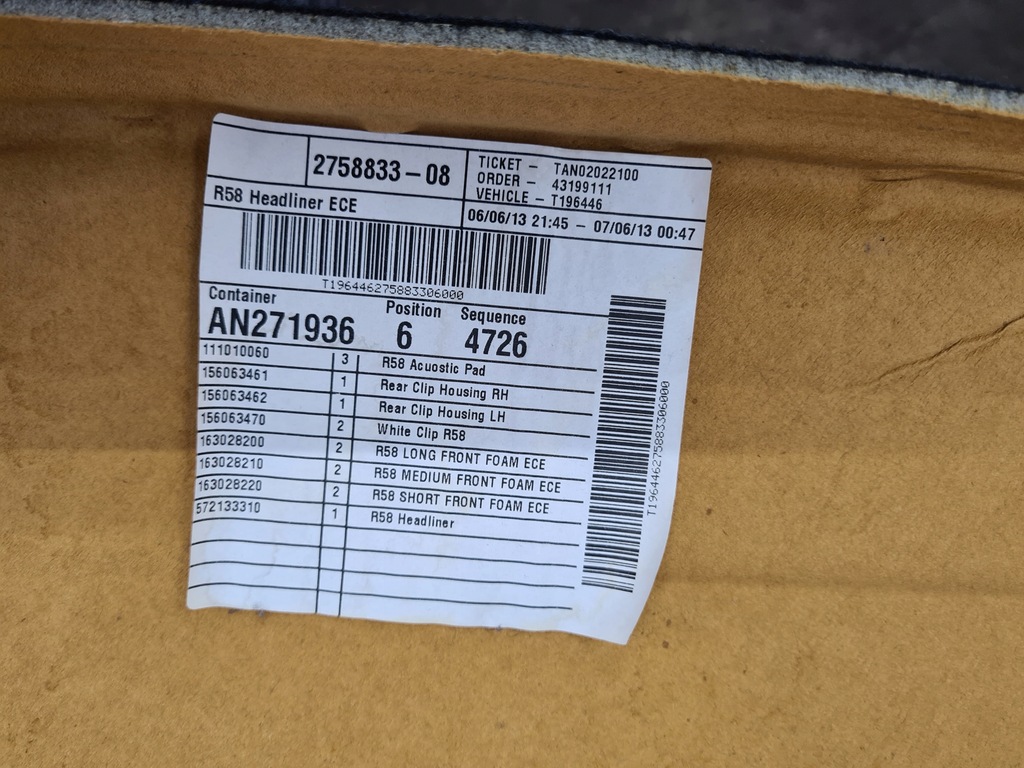 2758833-08
TICKET - TAN02022100
ORDER - 43199111
VEHICLE - T196446
R58 Headliner ECE
06/06/13 21:45 - 07/06/13 00:47
T196446275883306000
Container Position Sequence
AN271936 6 4726
111010060 3 R58 Acuostic Pad
156063461 1 Rear Clip Housing RH
156063462 1 Rear Clip Housing LH
156063470 2 White Clip R58
163028200 2 R58 LONG FRONT FOAM ECE
163028210 2 R58 MEDIUM FRONT FOAM ECE
163028220 2 R58 SHORT FRONT FOAM ECE
572133310 1 R58 Headliner
T196446275883306000